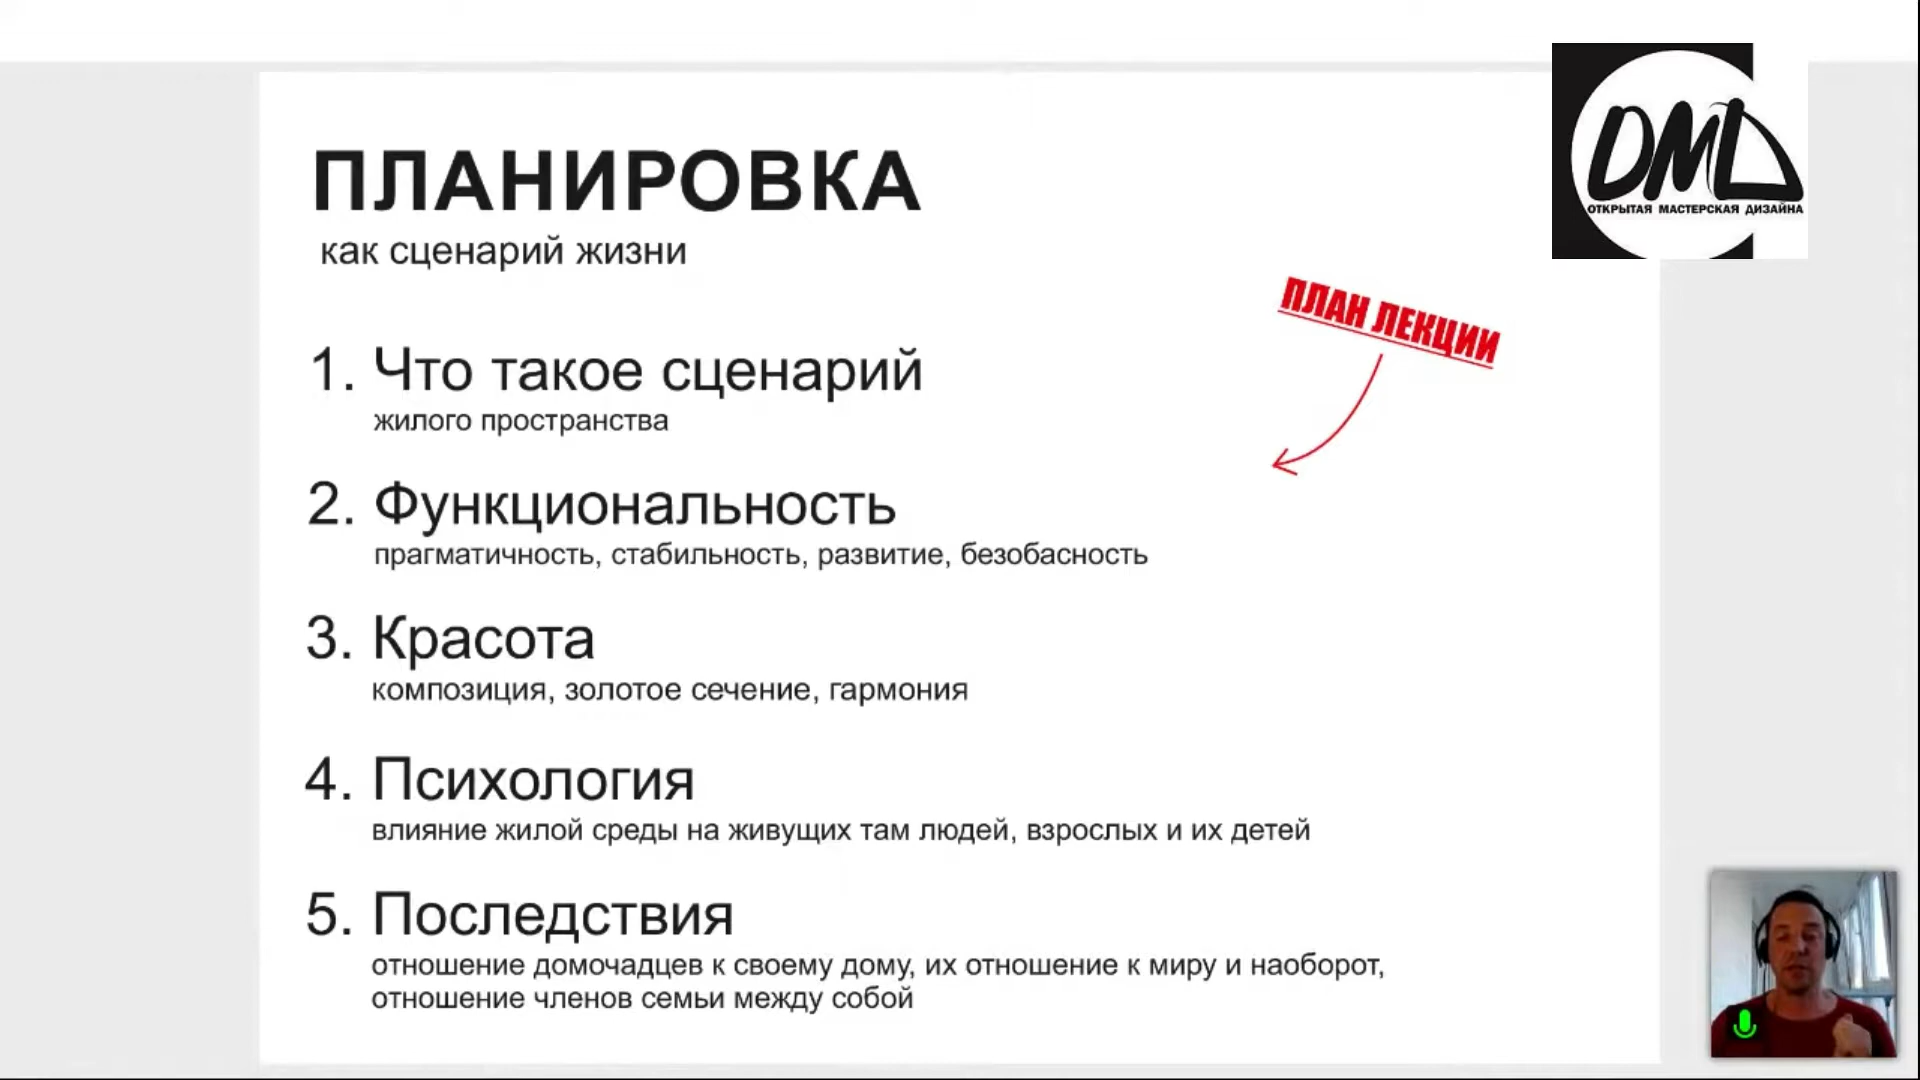 DMD
ОТКРЫТАЯ МАСТЕРСКАЯ ДИЗАЙНА
ПЛАНИРОВКА
как сценарий жизни
ПЛАН ЛЕКЦИИ
1. Что такое сценарий
жилого пространства
2. Функциональность
прагматичность, стабильность, развитие, безобасность
3. Красота
композиция, золотое сечение, гармония
4. Психология
влияние жилой среды на живущих там людей, взрослых и их детей
5. Последствия
отношение домочадцев к своему дому, их отношение к миру и наоборот,
отношение членов семьи между собой